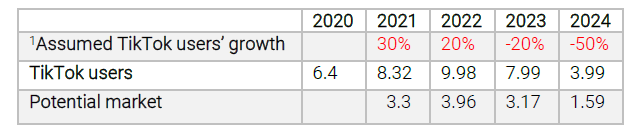 2020 2021 2022 2023 2024
¹Assumed TikTok users’ growth 30% 20% -20% -50%
TikTok users 6.4 8.32 9.98 7.99 3.99
Potential market 3.3 3.96 3.17 1.59